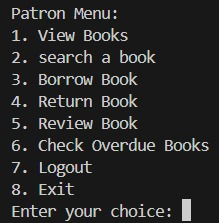 Patron Menu:
1. View Books
2. search a book
3. Borrow Book
4. Return Book
5. Review Book
6. Check Overdue Books
7. Logout
8. Exit
Enter your choice: